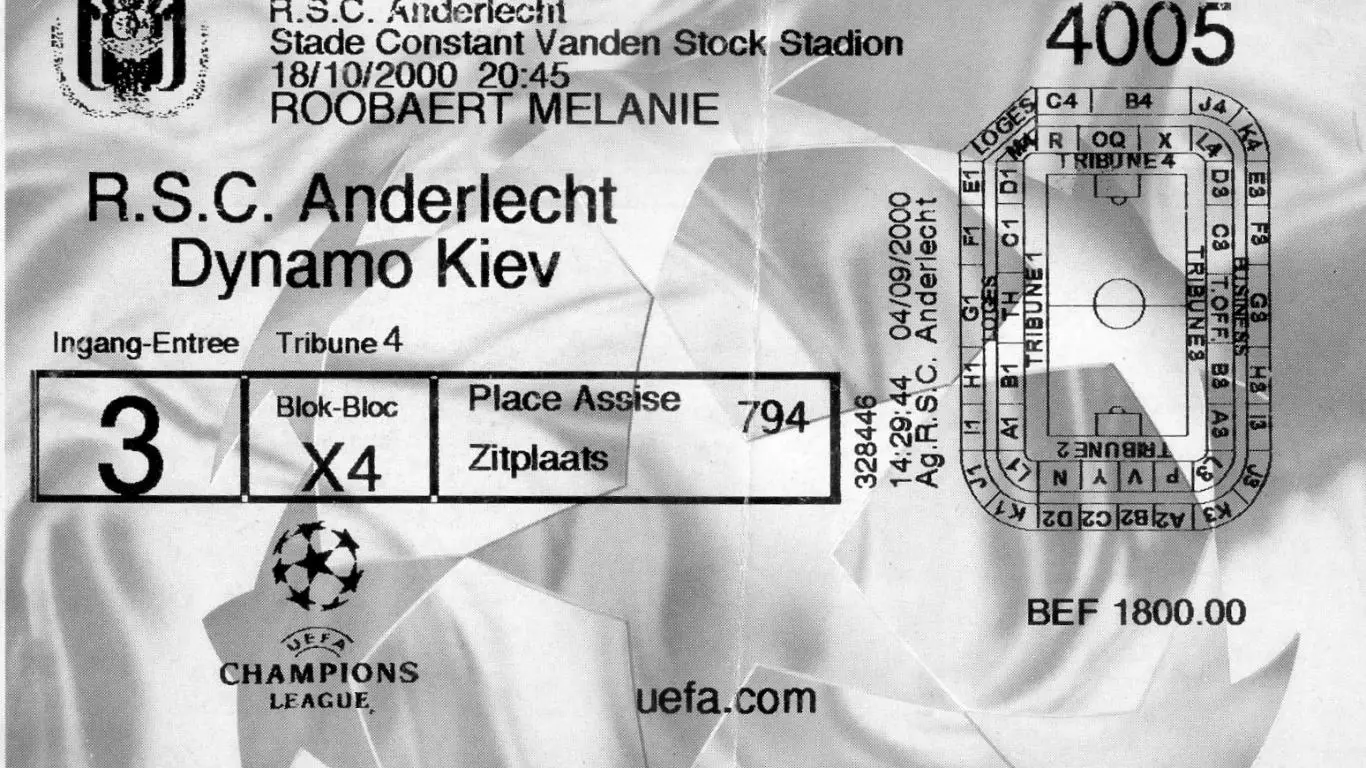 R.S.C. Anderlecht
Stade Constant Vanden Stock Stadion
18/10/2000 20:45
ROOBAERT MELANIE
4005
R.S.C. Anderlecht
Dynamo Kiev
Ingang-Entree Tribune 4
3
Blok-Bloc
X4
Place Assise 794
Zitplaats
328446
14:29:44 04/09/2000
Ag.R.S.C. Anderlecht
LOGES C4 B4 J4 K4
M4 R OQ X L4
TRIBUNE 4
E1 F1 G1 H1 I1 J1 K1
LOGES
D1 C1 TH B1 A1 L1
TRIBUNE 1
TRIBUNE 3
D3 C3 T.OFF. B3 A3
BUSINESS
E3 F3 G3 H3 I3 J3 K3
TRIBUNE 2
N Y V P
D2 C2 B2 A2
BEF 1800.00
UEFA
CHAMPIONS
LEAGUE
uefa.com